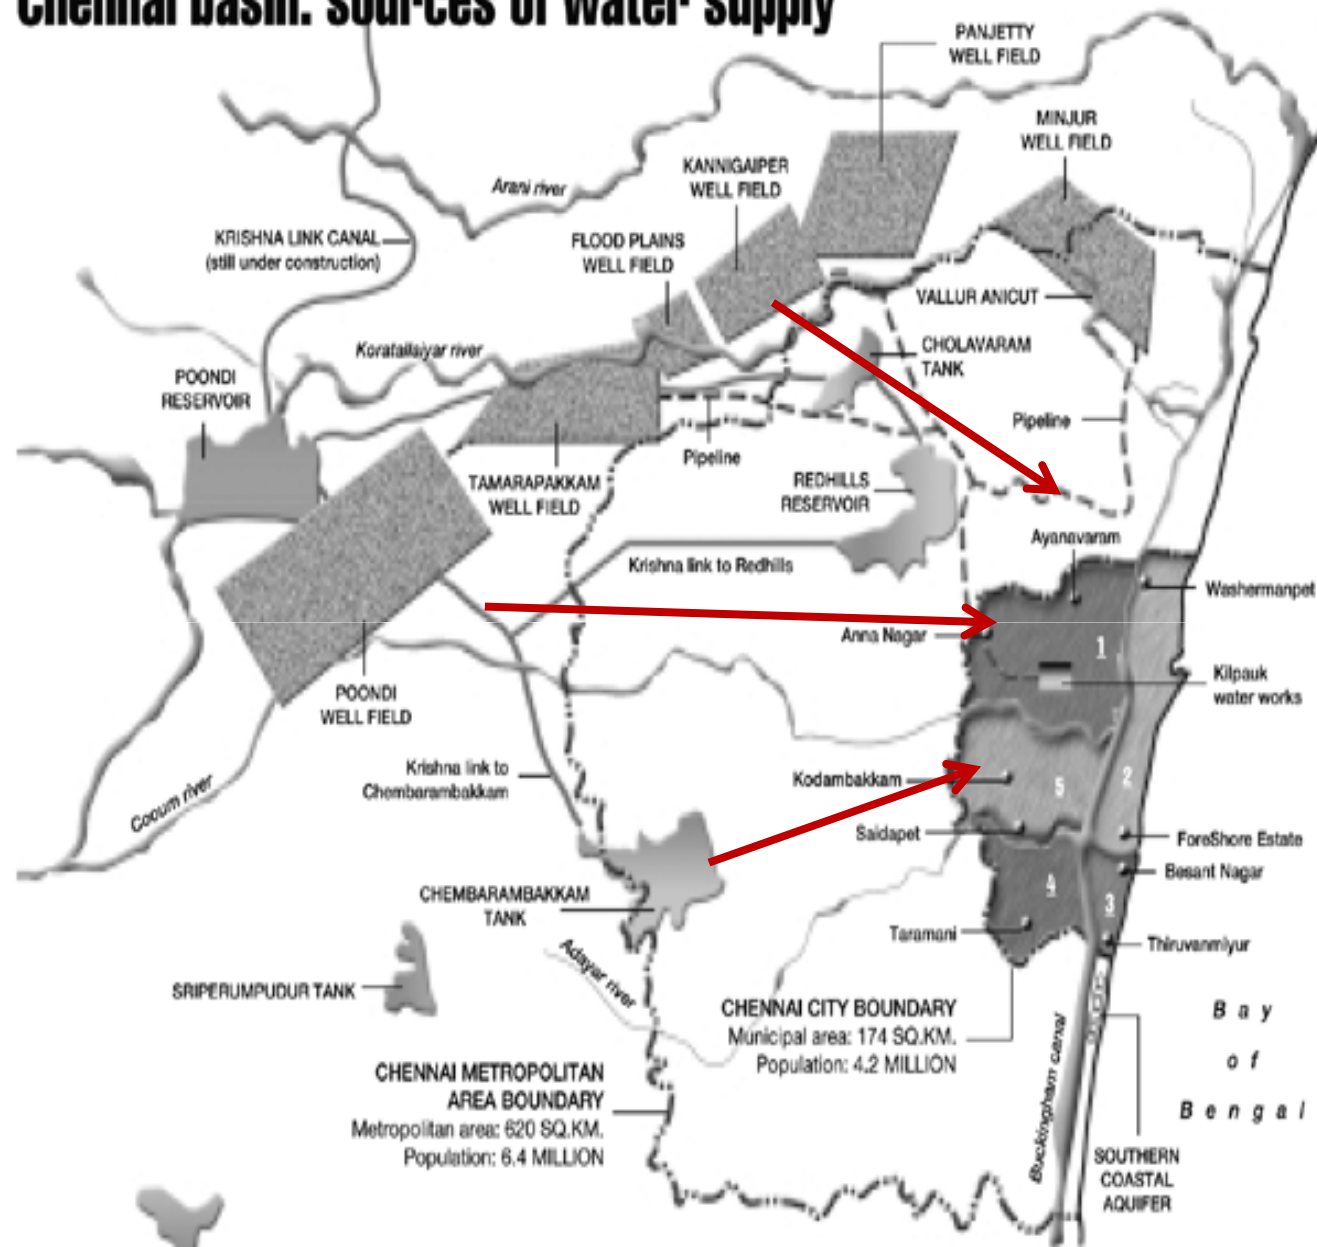 Chennai basin: Sources of Water supply
PANJETTY
WELL FIELD
MINJUR
WELL FIELD
KANNIGAIPER
WELL FIELD
Arani river
KRISHNA LINK CANAL
(still under construction)
FLOOD PLAINS
WELL FIELD
VALLUR ANICUT
Koratallaiyar river
CHOLAVARAM
TANK
POONDI
RESERVOIR
Pipeline
Pipeline
TAMARAPAKKAM
WELL FIELD
REDHILLS
RESERVOIR
Ayanavaram
Krishna link to Redhills
Washermanpet
Anna Nagar
1
Kilpauk
water works
POONDI
WELL FIELD
Krishna link to
Chembarambakkam
Kodambakkam
5
2
Cooum river
Saidapet
ForeShore Estate
Besant Nagar
CHEMBARAMBAKKAM
TANK
4
3
Taramani
Thiruvanmiyur
Adayar river
SRIPERUMPUDUR TANK
CHENNAI CITY BOUNDARY
Municipal area: 174 SQ.KM.
Population: 4.2 MILLION
Bay
of
Bengal
CHENNAI METROPOLITAN
AREA BOUNDARY
Metropolitan area: 620 SQ.KM.
Population: 6.4 MILLION
Buckingham canal
SOUTHERN
COASTAL
AQUIFER